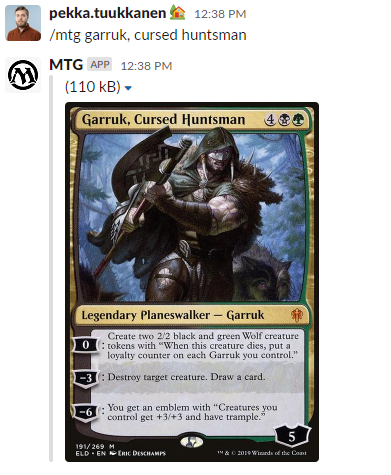 pekka.tuukkanen 12:38 PM
/mtg garruk, cursed huntsman
MTG APP 12:38 PM
(110 kB)
Garruk, Cursed Huntsman 4
Legendary Planeswalker — Garruk
0 : Create two 2/2 black and green Wolf creature
tokens with “When this creature dies, put a
loyalty counter on each Garruk you control.”
−3 : Destroy target creature. Draw a card.
−6 : You get an emblem with “Creatures you
control get +3/+3 and have trample.”
5
191/269 M
ELD • EN Eric Deschamps
™ & © 2019 Wizards of the Coast